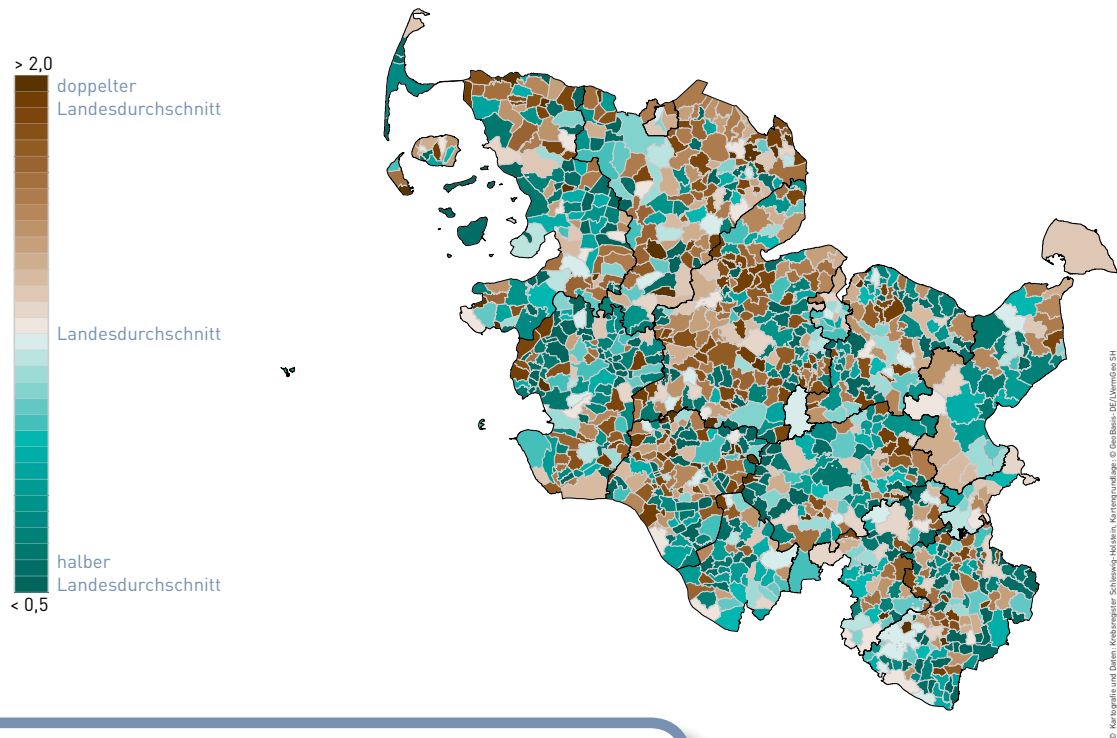 > 2,0
doppelter
Landesdurchschnitt
Landesdurchschnitt
halber
Landesdurchschnitt
< 0,5
© Kartografie und Daten: Krebsregister Schleswig-Holstein, Kartengrundlage: © GeoBasis-DE/LVermGeo SH